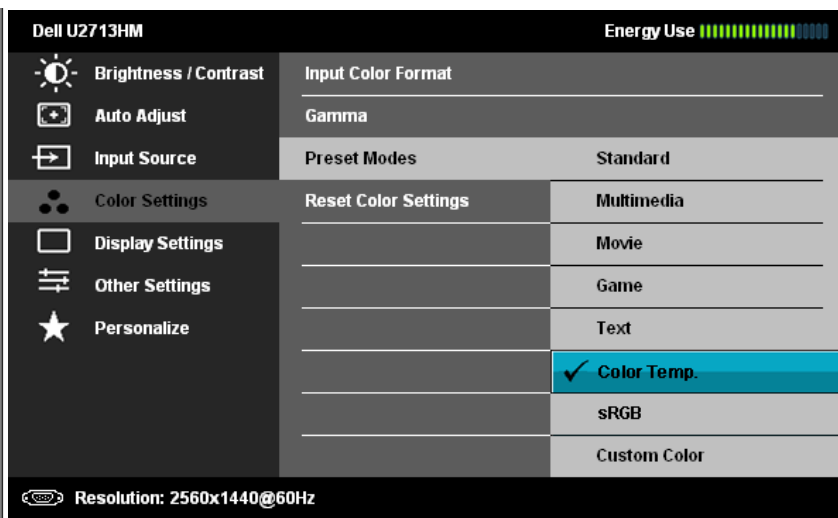 Dell U2713HM Energy Use
Brightness / Contrast Input Color Format
Auto Adjust Gamma
Input Source Preset Modes Standard
Color Settings Reset Color Settings Multimedia
Display Settings Movie
Other Settings Game
Personalize Text
Color Temp.
sRGB
Custom Color
Resolution: 2560x1440@60Hz